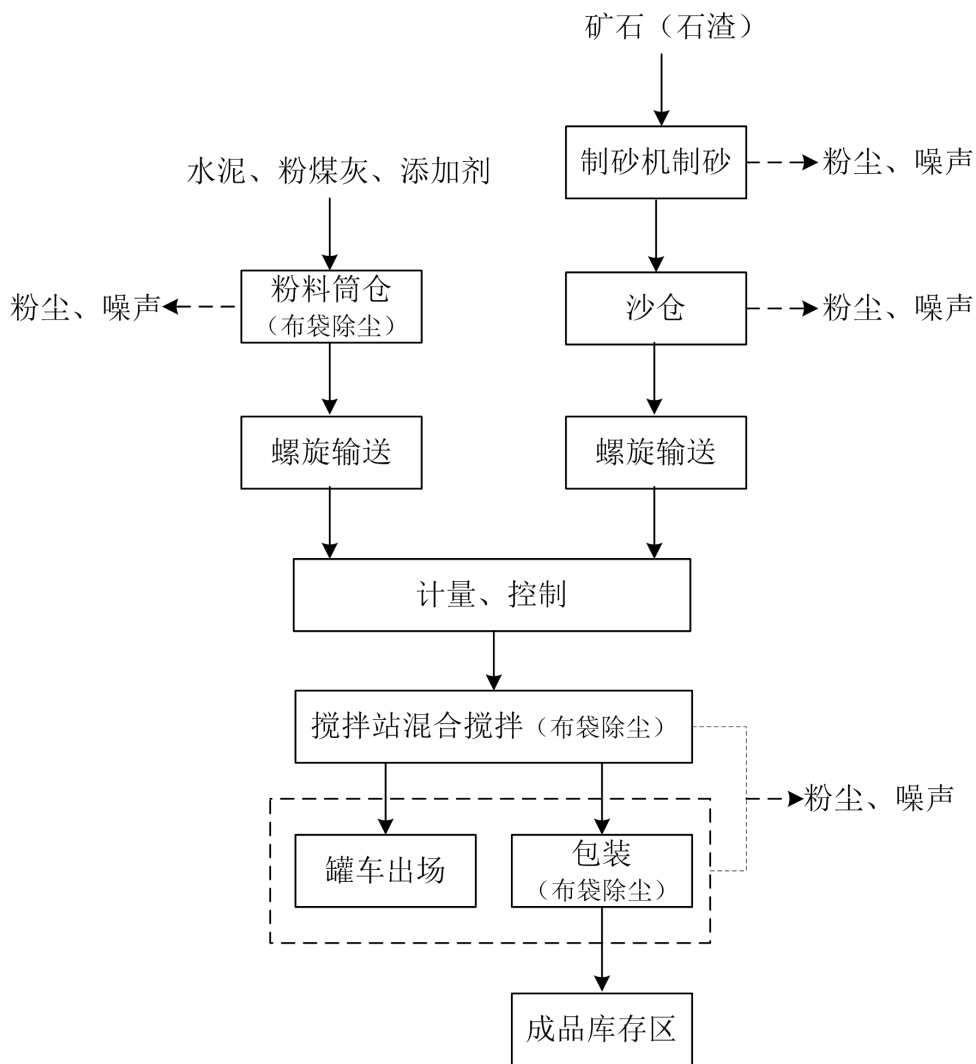 矿石（石渣）
制砂机制砂
粉尘、噪声
水泥、粉煤灰、添加剂
粉尘、噪声
粉料筒仓
（布袋除尘）
沙仓
粉尘、噪声
螺旋输送
螺旋输送
计量、控制
搅拌站混合搅拌（布袋除尘）
粉尘、噪声
罐车出场
包装
（布袋除尘）
成品库存区